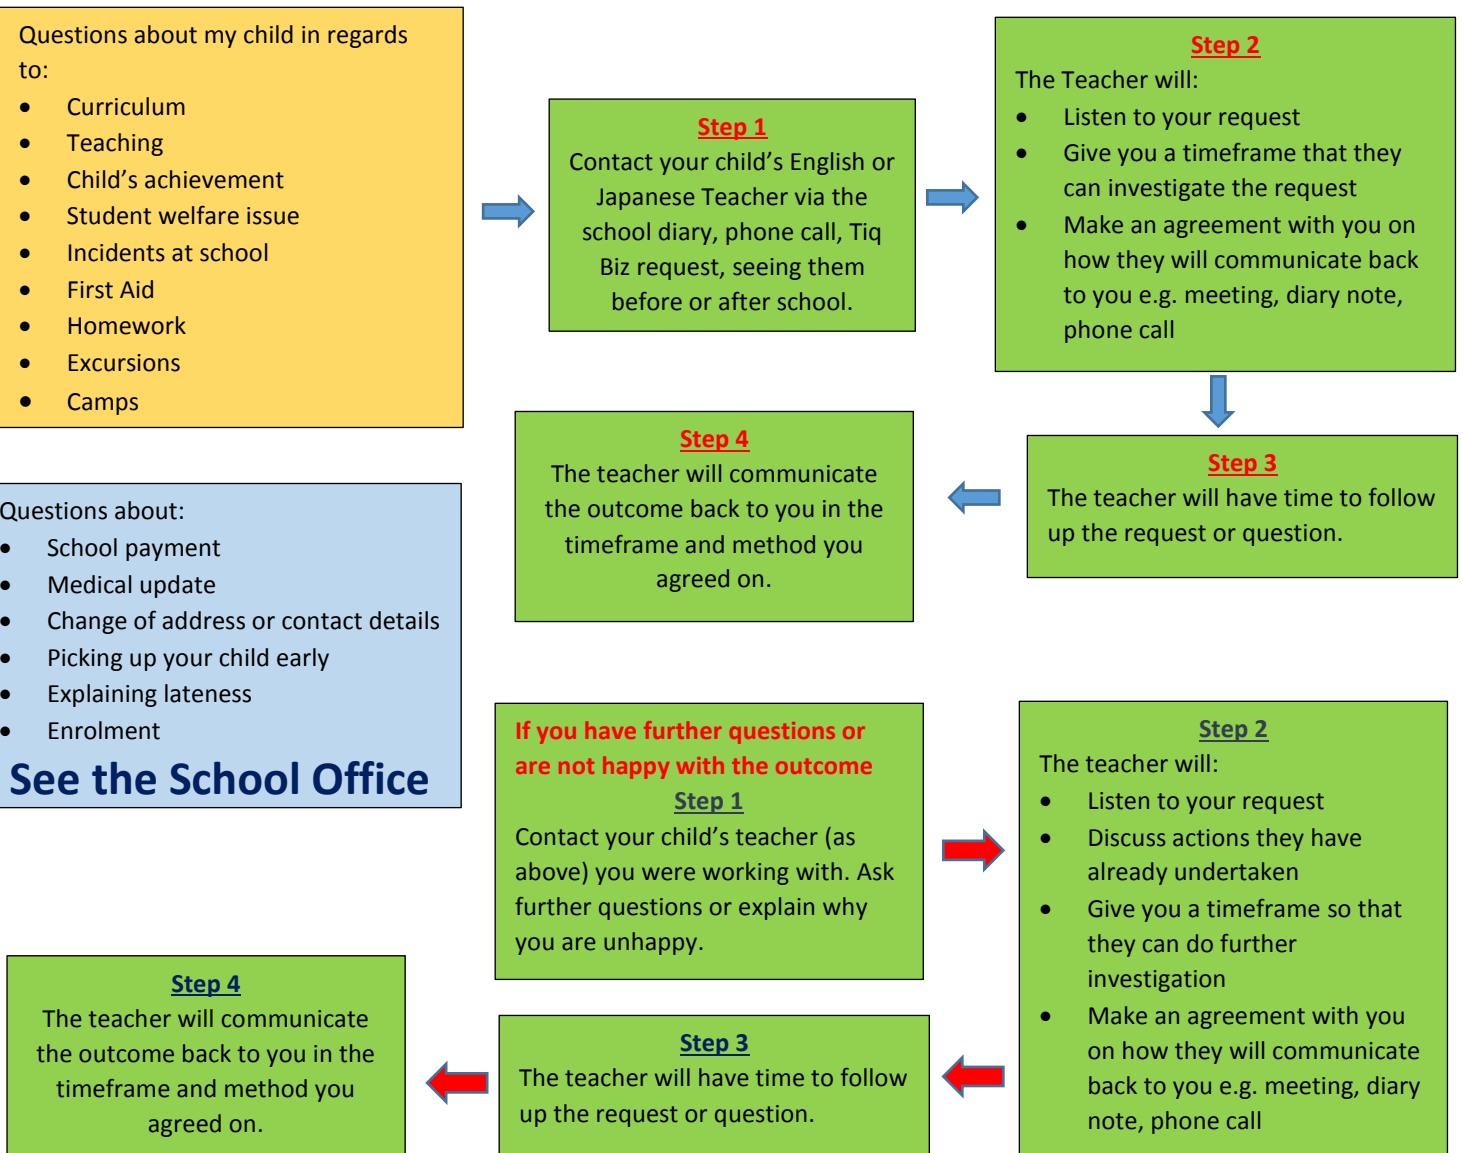 Questions about my child in regards
to:
• Curriculum
• Teaching
• Child’s achievement
• Student welfare issue
• Incidents at school
• First Aid
• Homework
• Excursions
• Camps
Step 1
Contact your child’s English or
Japanese Teacher via the
school diary, phone call, Tiq
Biz request, seeing them
before or after school.
Step 2
The Teacher will:
• Listen to your request
• Give you a timeframe that they
can investigate the request
• Make an agreement with you on
how they will communicate back
to you e.g. meeting, diary note,
phone call
Step 3
The teacher will have time to follow
up the request or question.
Step 4
The teacher will communicate
the outcome back to you in the
timeframe and method you
agreed on.
Questions about:
• School payment
• Medical update
• Change of address or contact details
• Picking up your child early
• Explaining lateness
• Enrolment
See the School Office
If you have further questions or
are not happy with the outcome
Step 1
Contact your child’s teacher (as
above) you were working with. Ask
further questions or explain why
you are unhappy.
Step 2
The teacher will:
• Listen to your request
• Discuss actions they have
already undertaken
• Give you a timeframe so that
they can do further
investigation
• Make an agreement with you
on how they will communicate
back to you e.g. meeting, diary
note, phone call
Step 3
The teacher will have time to follow
up the request or question.
Step 4
The teacher will communicate
the outcome back to you in the
timeframe and method you
agreed on.